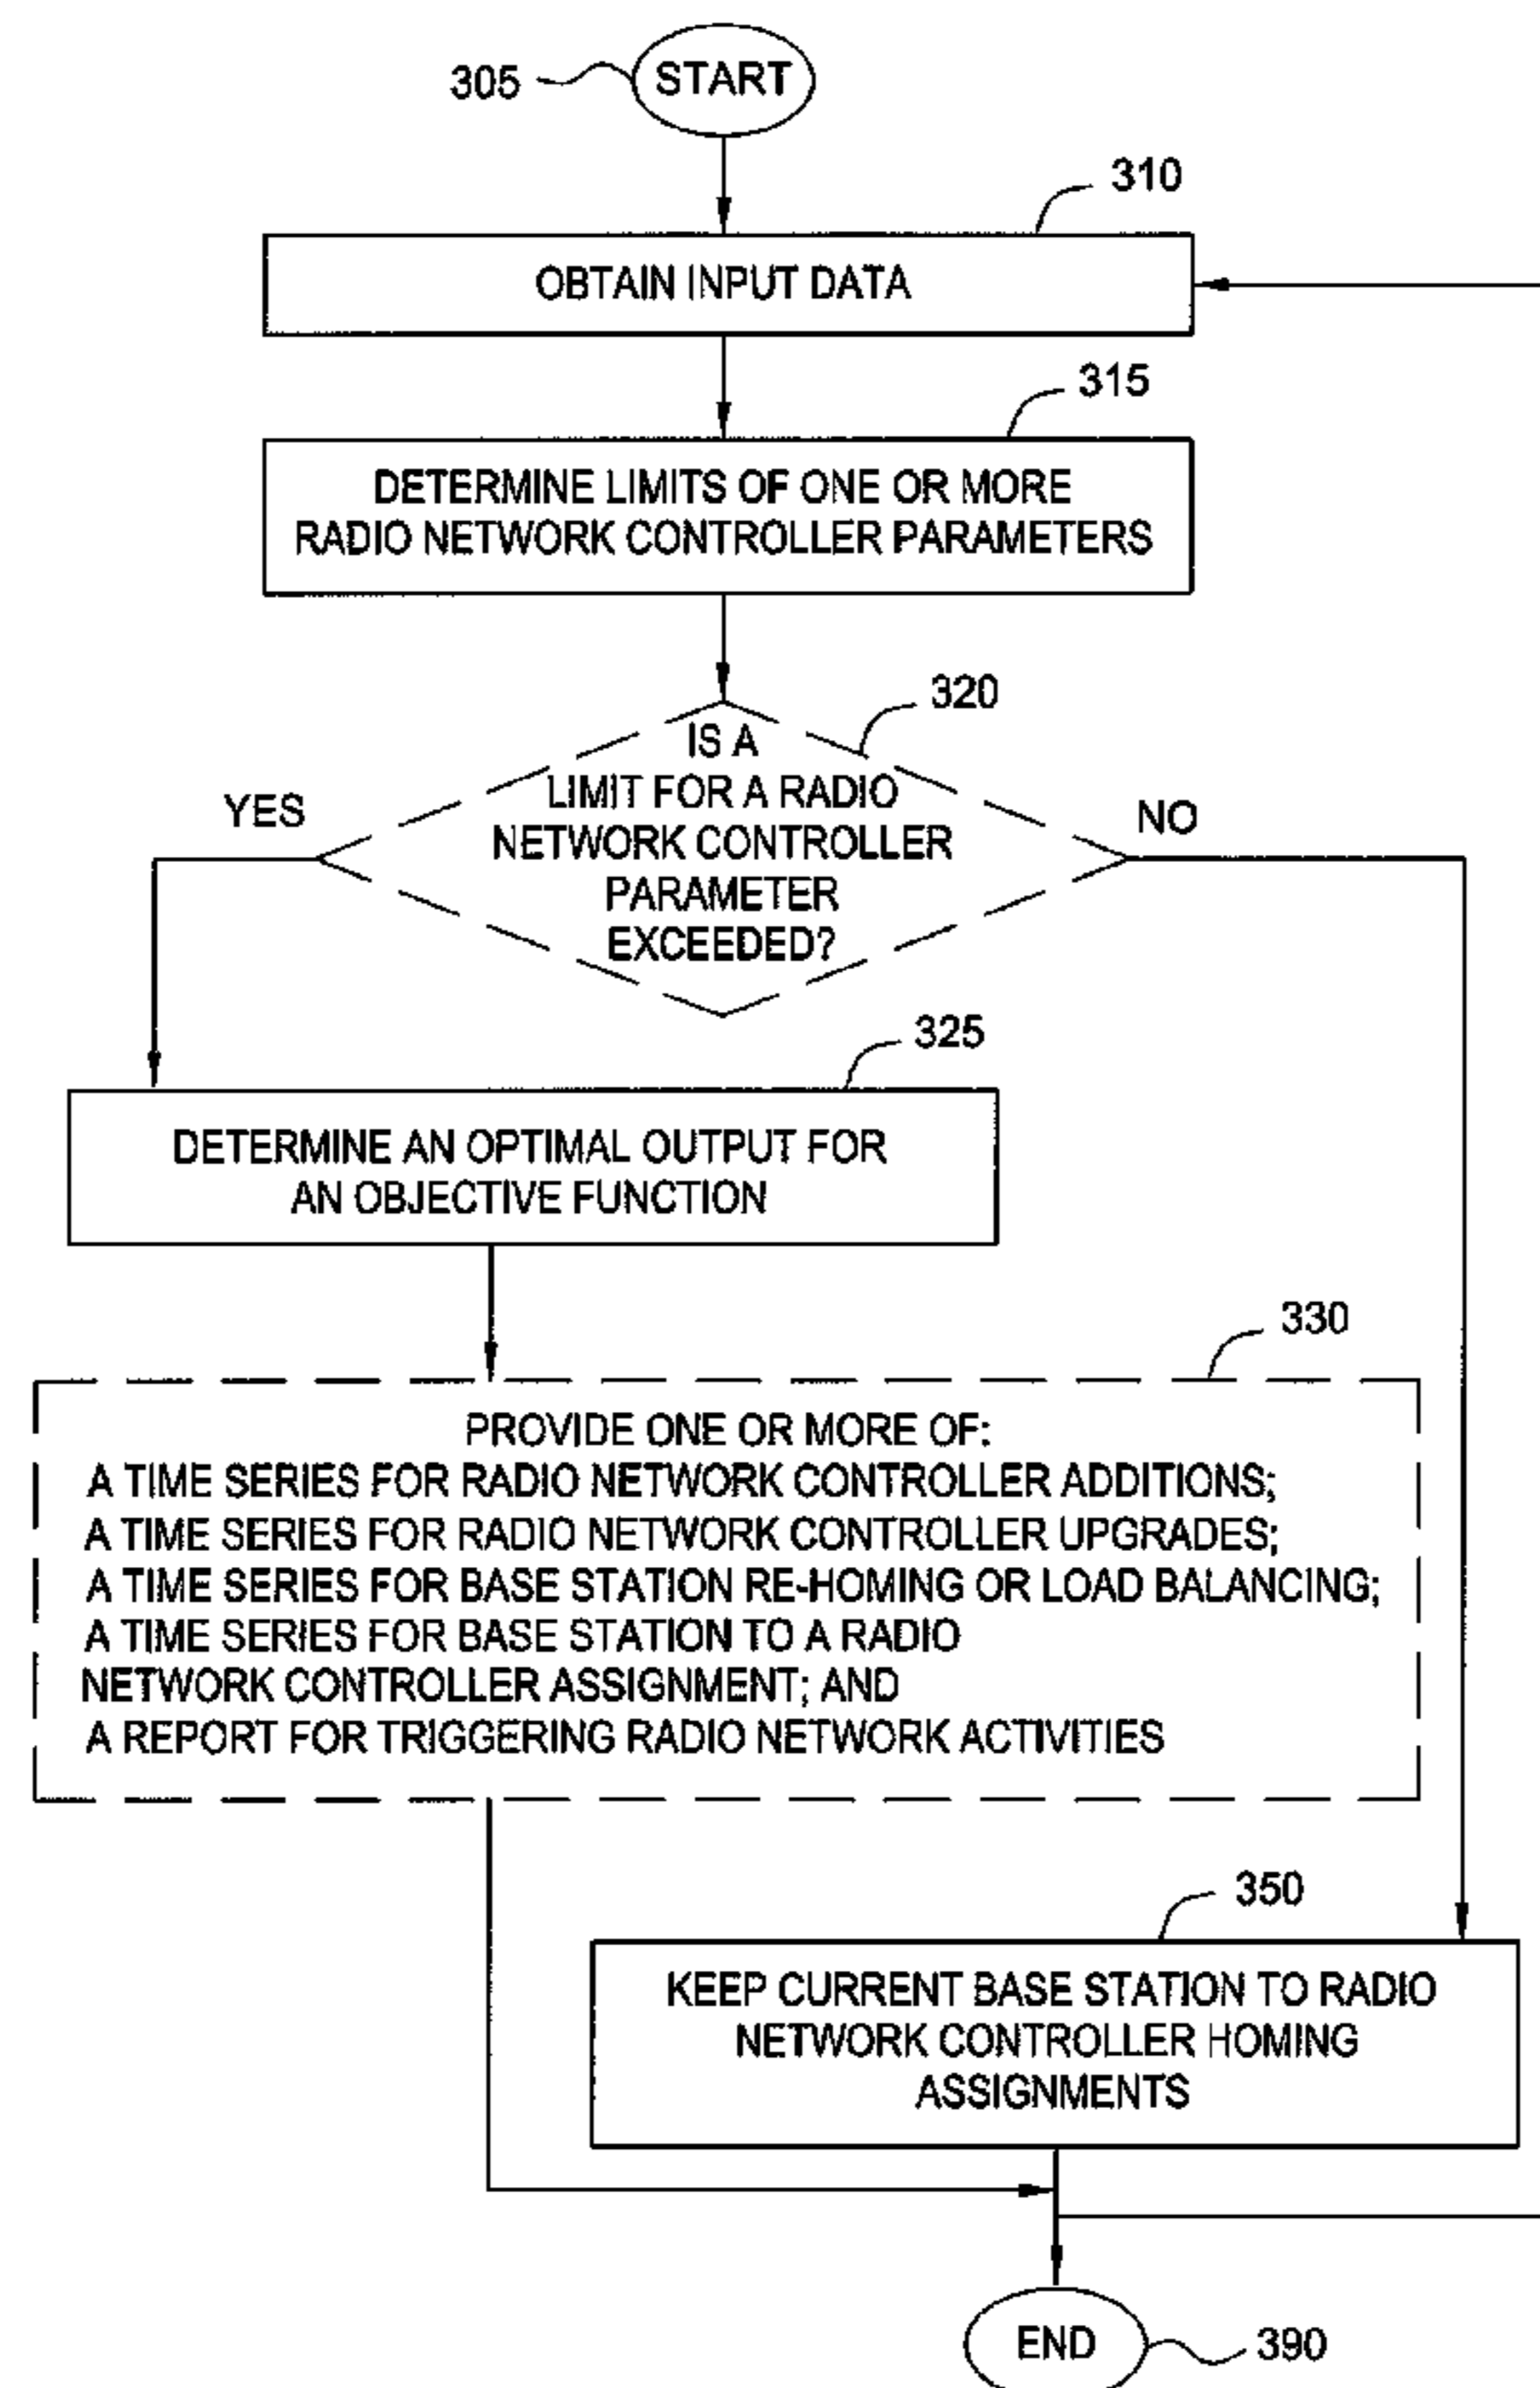 305
START
310
OBTAIN INPUT DATA
315
DETERMINE LIMITS OF ONE OR MORE
RADIO NETWORK CONTROLLER PARAMETERS
320
IS A
LIMIT FOR A RADIO
NETWORK CONTROLLER
PARAMETER
EXCEEDED?
YES
NO
325
DETERMINE AN OPTIMAL OUTPUT FOR
AN OBJECTIVE FUNCTION
330
PROVIDE ONE OR MORE OF:
A TIME SERIES FOR RADIO NETWORK CONTROLLER ADDITIONS;
A TIME SERIES FOR RADIO NETWORK CONTROLLER UPGRADES;
A TIME SERIES FOR BASE STATION RE-HOMING OR LOAD BALANCING;
A TIME SERIES FOR BASE STATION TO A RADIO
NETWORK CONTROLLER ASSIGNMENT; AND
A REPORT FOR TRIGGERING RADIO NETWORK ACTIVITIES
350
KEEP CURRENT BASE STATION TO RADIO
NETWORK CONTROLLER HOMING
ASSIGNMENTS
END
390